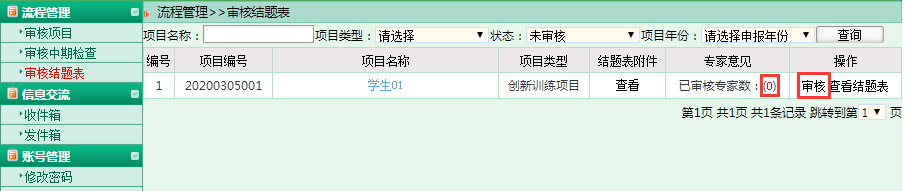 流程管理
审核项目
审核中期检查
审核结题表
信息交流
收件箱
发件箱
账号管理
修改密码
流程管理>>审核结题表
项目名称： 项目类型：请选择 状态：未审核 项目年份：请选择申报年份 查询
编号 项目编号 项目名称 项目类型 结题表附件 专家意见 操作
1 20200305001 学生01 创新训练项目 查看 已审核专家数：(0) 审核 查看结题表
第1页 共1页 共1条记录 跳转到第 1 页